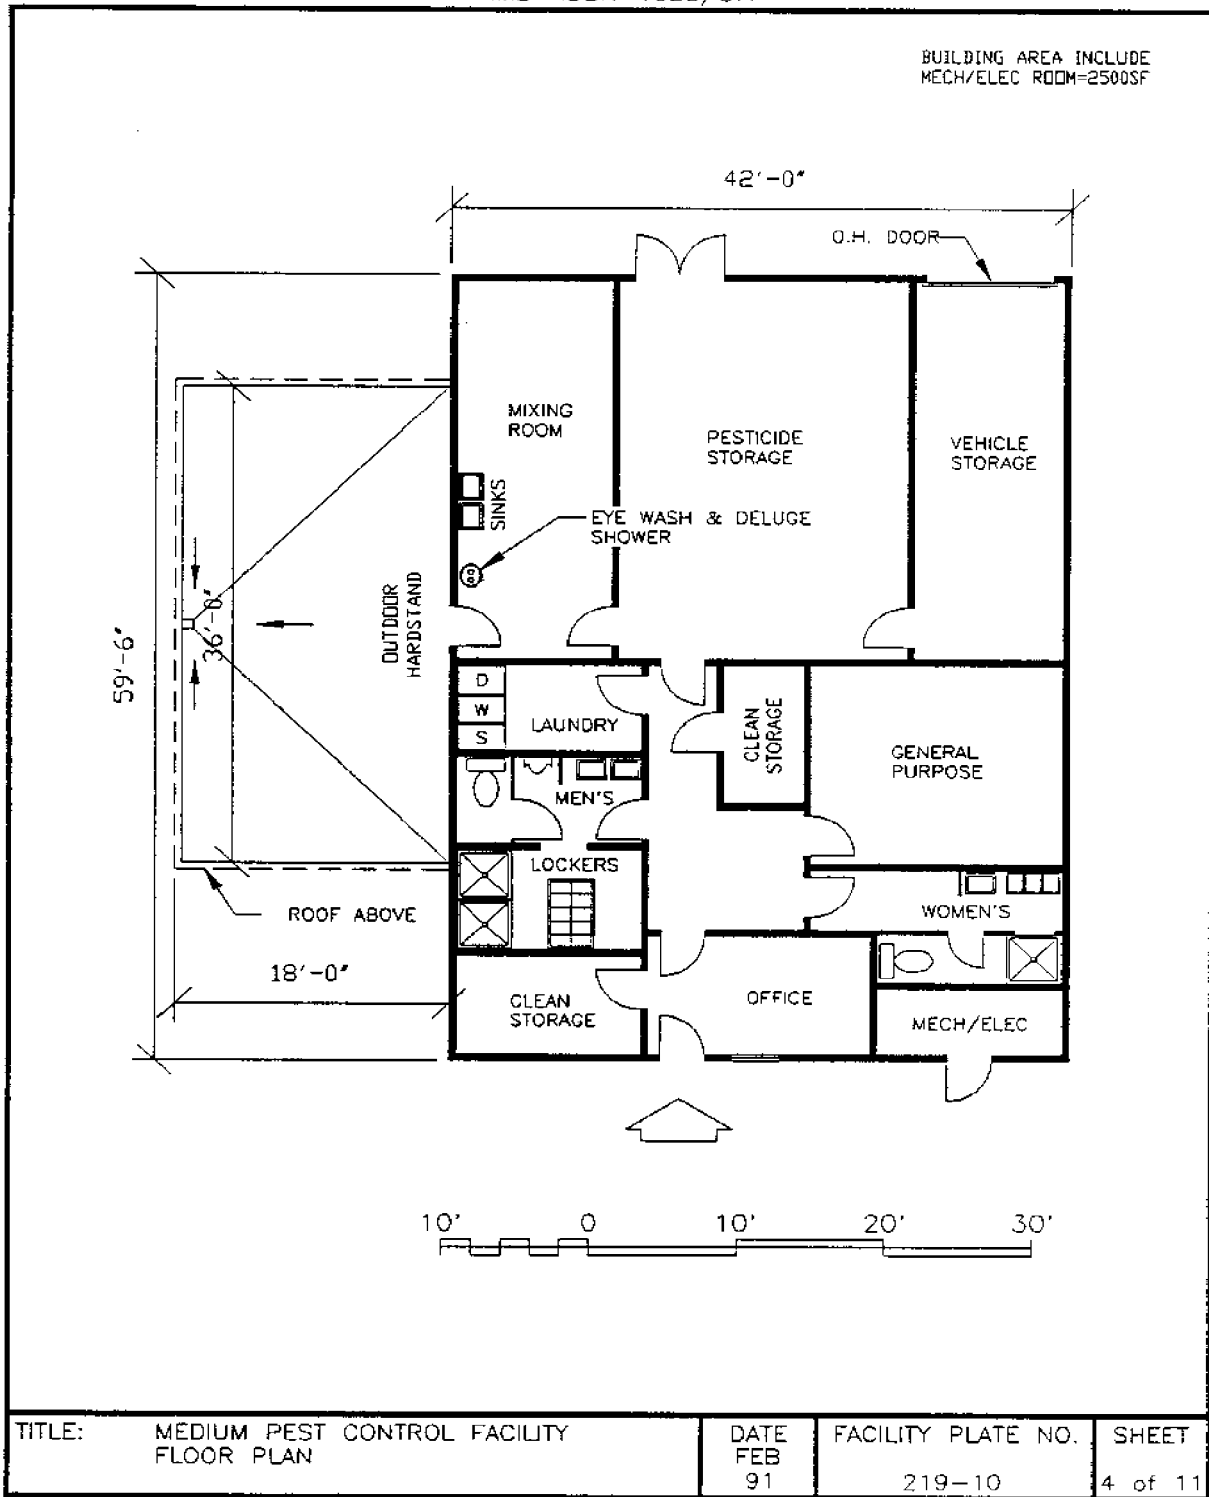 BUILDING AREA INCLUDE
MECH/ELEC ROOM=2500SF
42'-0"
O.H. DOOR
MIXING
ROOM
PESTICIDE
STORAGE
VEHICLE
STORAGE
SINKS
EYE WASH & DELUGE
SHOWER
OUTDOOR
HARDSTAND
36'-0"
59'-6"
D
W
S
LAUNDRY
CLEAN
STORAGE
GENERAL
PURPOSE
MEN'S
LOCKERS
ROOF ABOVE
WOMEN'S
18'-0"
CLEAN
STORAGE
OFFICE
MECH/ELEC
10' 0 10' 20' 30'
TITLE: MEDIUM PEST CONTROL FACILITY
FLOOR PLAN
DATE
FEB
91
FACILITY PLATE NO.
219-10
SHEET
4 of 11